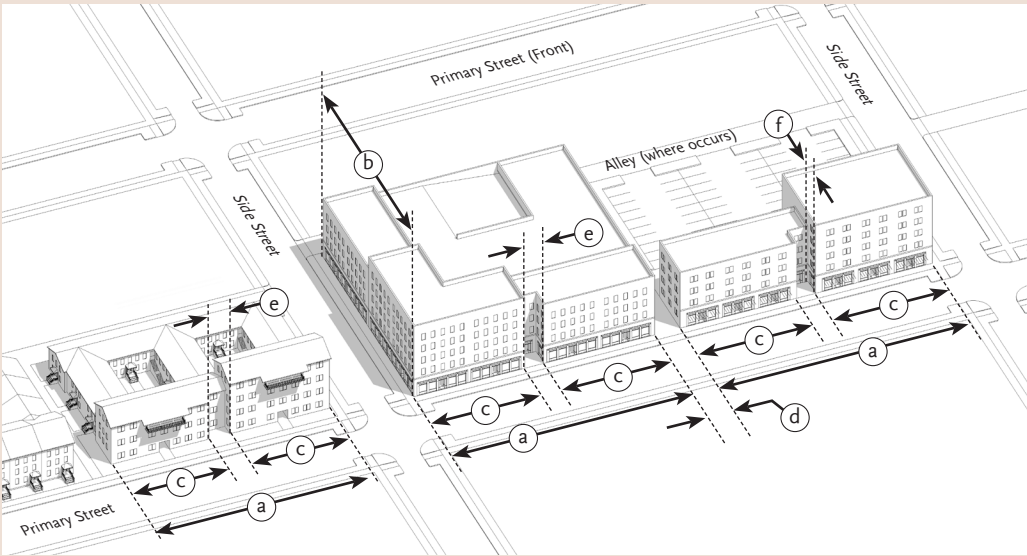 Primary Street (Front)
Side Street
f
Alley (where occurs)
b
Side Street
e
e
c
c
a
c
c
a
d
c
c
a
Primary Street